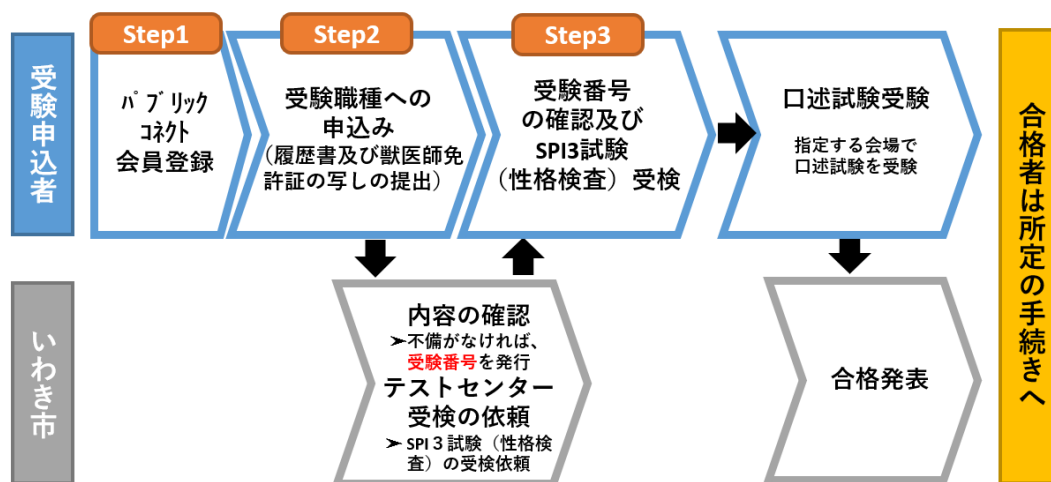 受験申込者
Step1
パブリック
コネクト
会員登録
Step2
受験職種への
申込み
（履歴書及び獣医師免
許証の写しの提出）
Step3
受験番号
の確認及び
SPI3試験
（性格検査）受検
口述試験受験
指定する会場で
口述試験を受験
いわき市
内容の確認
➢不備がなければ、
受験番号を発行
テストセンター
受検の依頼
➢ SPI３試験（性格検
査）の受検依頼
合格発表
合格者は所定の手続きへ